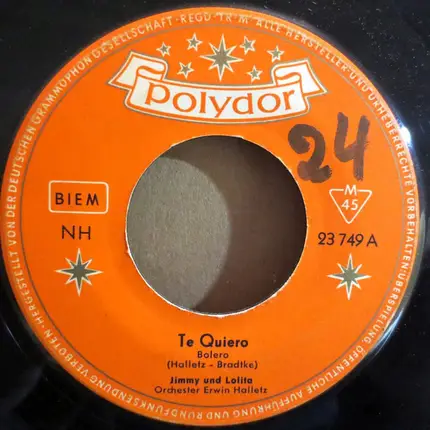 HERGESTELLT VON DER DEUTSCHEN GRAMMOPHON GESELLSCHAFT · REGD TR'M' ALLE HERSTELLER- UND URHEBERRECHTE VORBEHALTEN · ÜBERSPIELUNG · ÖFFENTLICHE AUFFÜHRUNG UND RUNDFUNKSENDUNG VERBOTEN ·
Polydor
24
BIEM
M
45
NH
23 749 A
Te Quiero
Bolero
(Halletz - Bradtke)
Jimmy und Lolita
Orchester Erwin Halletz